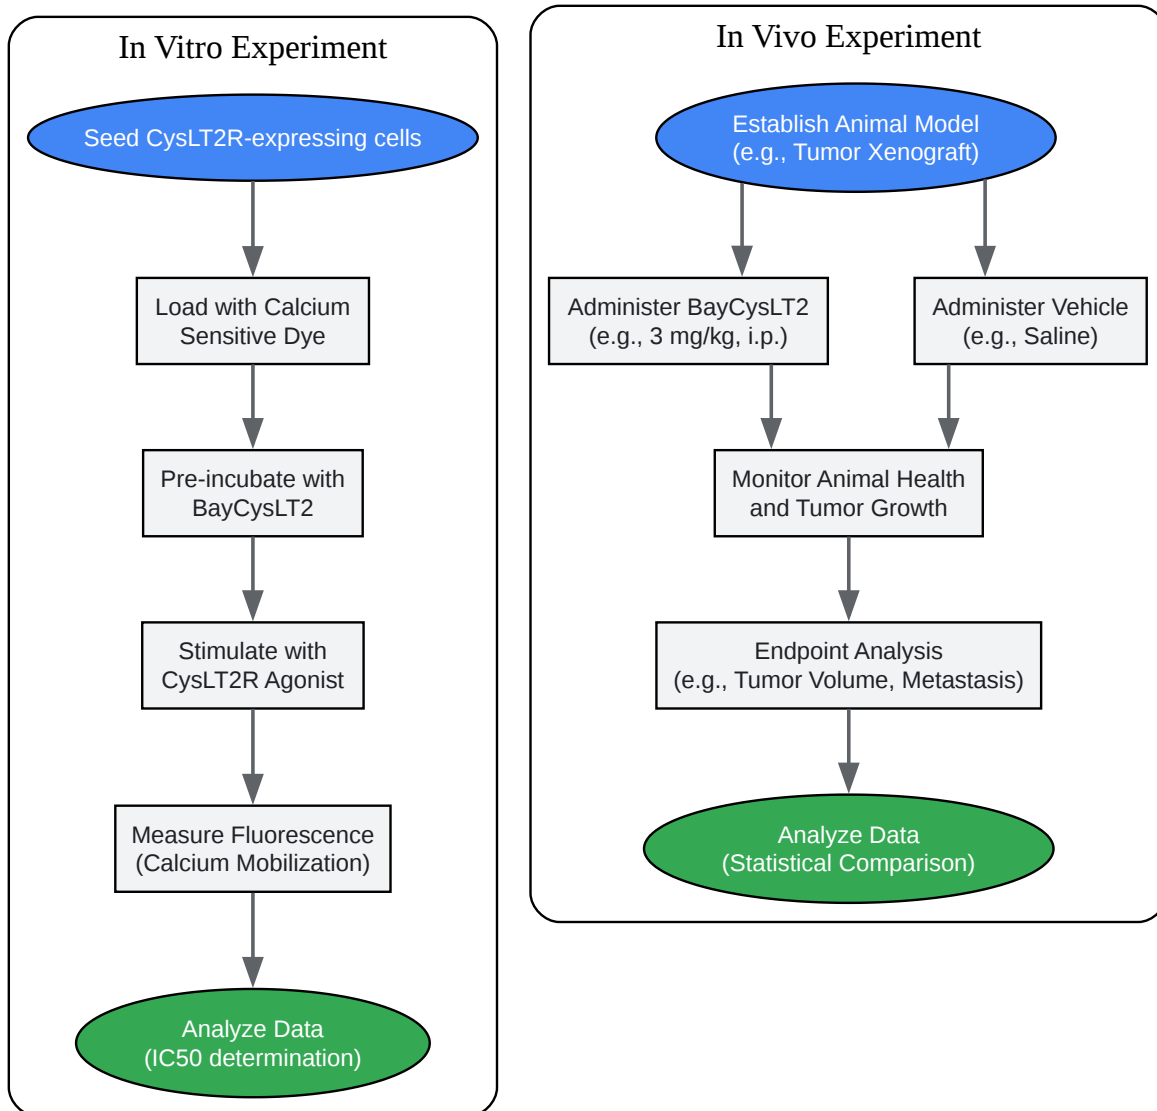 In Vitro Experiment
Seed CysLT2R-expressing cells
Load with Calcium
Sensitive Dye
Pre-incubate with
BayCysLT2
Stimulate with
CysLT2R Agonist
Measure Fluorescence
(Calcium Mobilization)
Analyze Data
(IC50 determination)
In Vivo Experiment
Establish Animal Model
(e.g., Tumor Xenograft)
Administer BayCysLT2
(e.g., 3 mg/kg, i.p.)
Administer Vehicle
(e.g., Saline)
Monitor Animal Health
and Tumor Growth
Endpoint Analysis
(e.g., Tumor Volume, Metastasis)
Analyze Data
(Statistical Comparison)